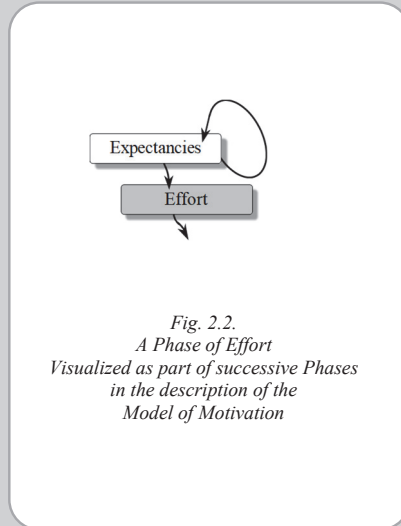 Expectancies
Effort
Fig. 2.2.
A Phase of Effort
Visualized as part of successive Phases
in the description of the
Model of Motivation